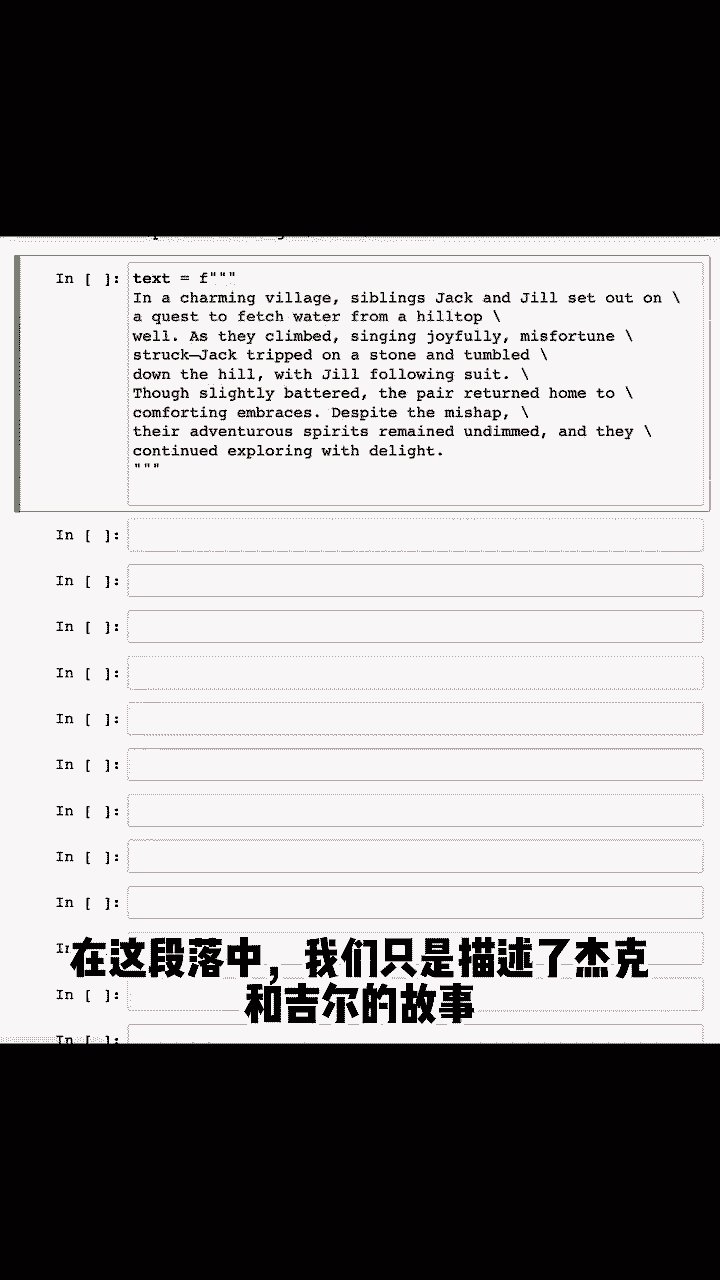 In [ ]: text = f"""
In a charming village, siblings Jack and Jill set out on \
a quest to fetch water from a hilltop \
well. As they climbed, singing joyfully, misfortune \
struck—Jack tripped on a stone and tumbled \
down the hill, with Jill following suit. \
Though slightly battered, the pair returned home to \
comforting embraces. Despite the mishap, \
their adventurous spirits remained undimmed, and they \
continued exploring with delight.
"""
In [ ]:
In [ ]:
In [ ]:
In [ ]:
In [ ]:
In [ ]:
In [ ]:
In [ ]:
In [ ]:
在这段落中，我们只是描述了杰克
In [ ]:
和吉尔的故事
In [ ]: